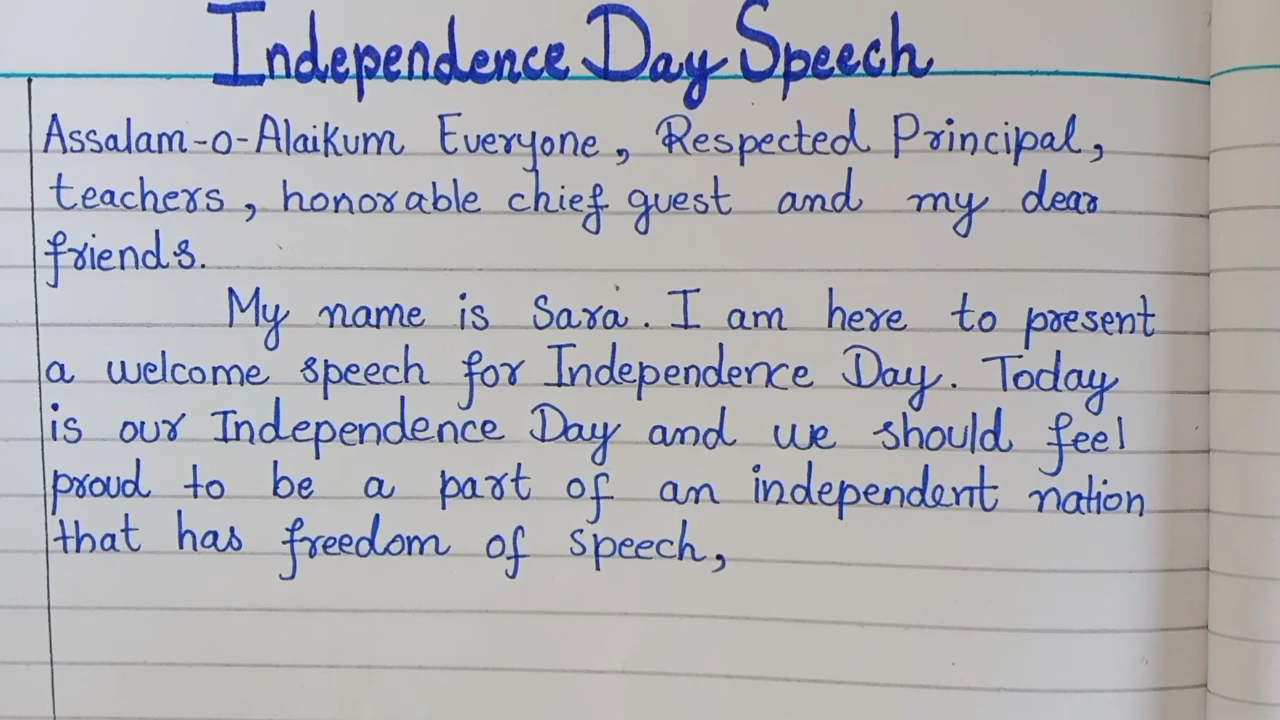 Independence Day Speech
Assalam-o-Alaikum Everyone, Respected Principal,
teachers, honorable chief guest and my dear
friends.
My name is Sara. I am here to present
a welcome speech for Independence Day. Today
is our Independence Day and we should feel
proud to be a part of an independent nation
that has freedom of speech,